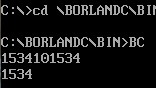 C:\>cd \BORLANDC\BIN
C:\BORLANDC\BIN>BC
1534101534
1534